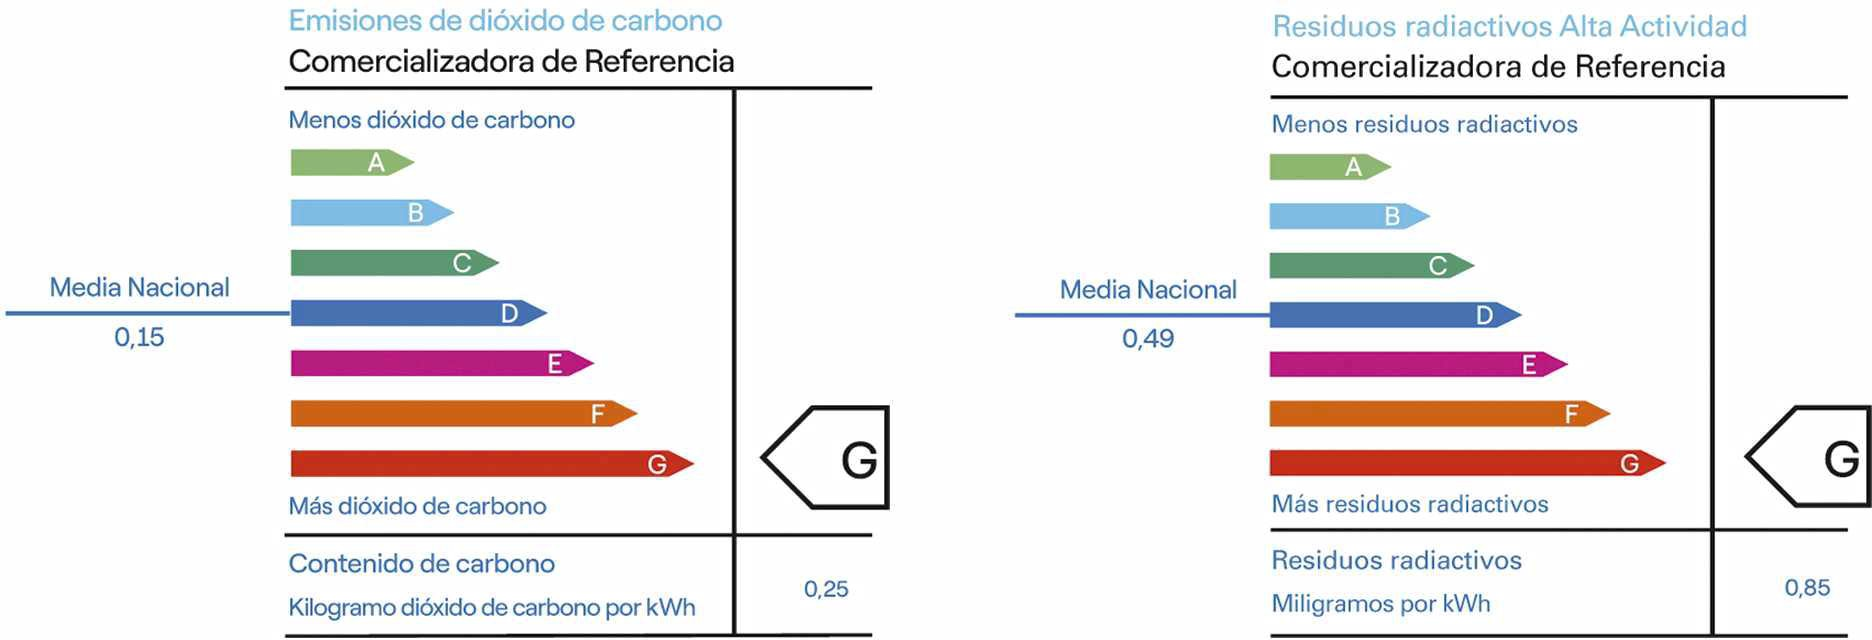 Emisiones de dióxido de carbono
Comercializadora de Referencia
Menos dióxido de carbono
A
B
C
Media Nacional
D
0,15
E
F
G
G
Más dióxido de carbono
Contenido de carbono
Kilogramo dióxido de carbono por kWh
0,25
Residuos radiactivos Alta Actividad
Comercializadora de Referencia
Menos residuos radiactivos
A
B
C
Media Nacional
D
0,49
E
F
G
G
Más residuos radiactivos
Residuos radiactivos
Miligramos por kWh
0,85